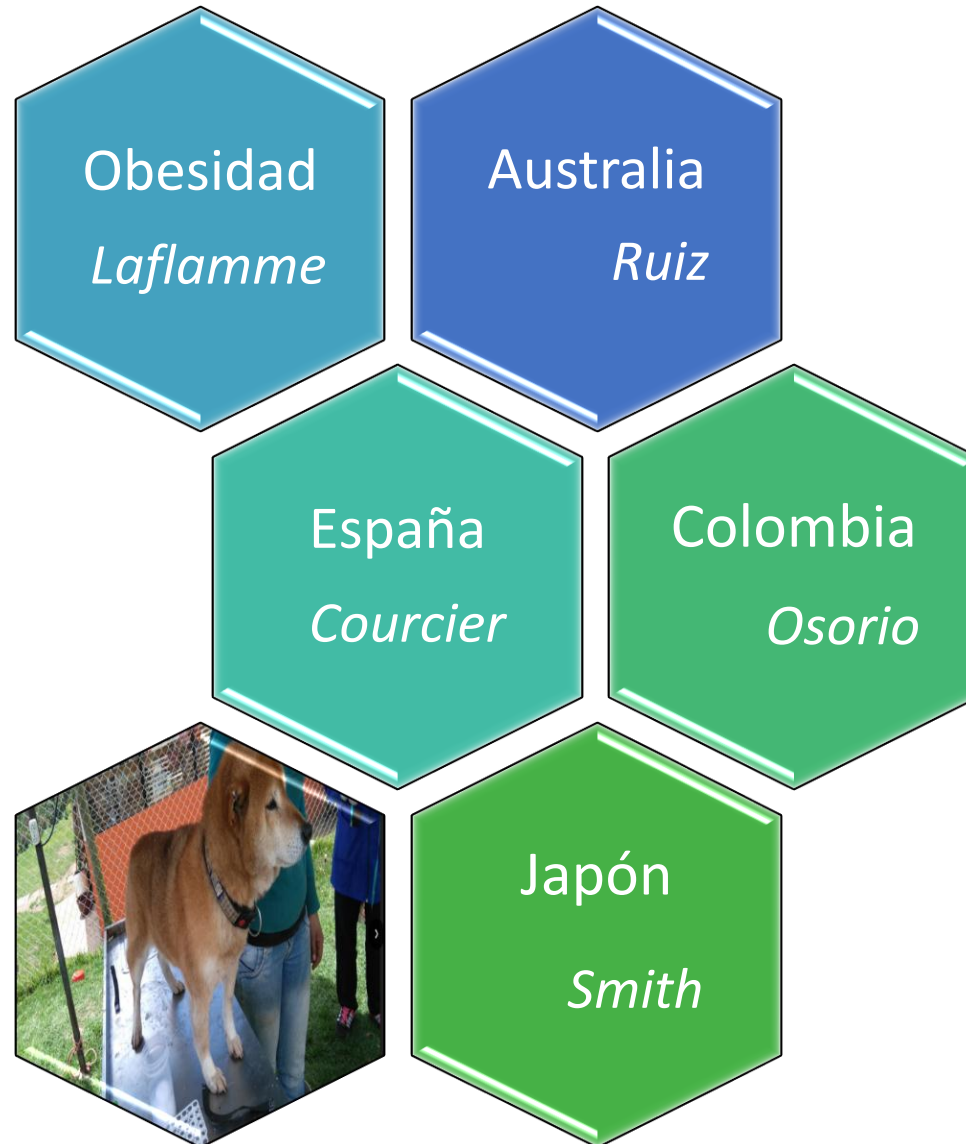 Obesidad
Laflamme
Australia
Ruiz
España
Courcier
Colombia
Osorio
Japón
Smith